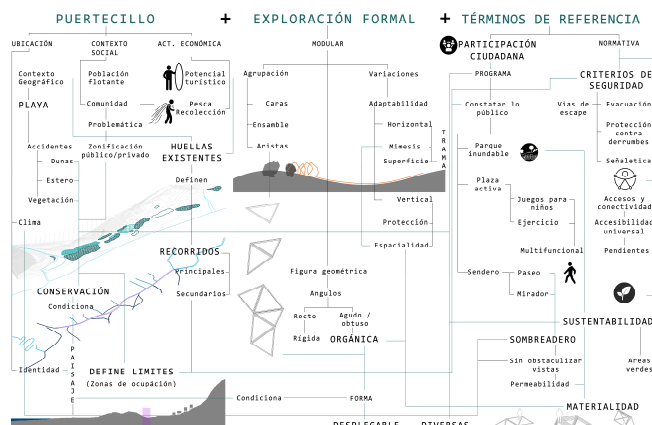 PUERTECILLO + EXPLORACIÓN FORMAL + TÉRMINOS DE REFERENCIA
UBICACIÓN
CONTEXTO
SOCIAL
ACT. ECONÓMICA
MODULAR
PARTICIPACIÓN
CIUDADANA
NORMATIVA
Contexto
Geográfico
Población
flotante
Potencial
turístico
Agrupación
Variaciones
PROGRAMA
CRITERIOS DE
SEGURIDAD
PLAYA
Comunidad
Pesca
Recolección
Caras
Adaptabilidad
Constatar lo
público
Vías de
escape
Evacuación
Problemática
Ensamble
Horizontal
Protección
contra
derrumbes
Accidentes
Zonificación
público/privado
HUELLAS
EXISTENTES
Aristas
Mimesis
TRAMA
Parque
inundable
Dunas
Superficie
Señalética
Estero
Definen
Plaza
activa
Vegetación
Vertical
Juegos para
niños
Accesos y
conectividad
Clima
Protección
Ejercicio
Accesibilidad
universal
RECORRIDOS
Espacialidad
Multifuncional
Pendientes
Principales
Figura geométrica
Sendero
Paseo
CONSERVACIÓN
Secundarios
Angulos
Mirador
Condiciona
Recto
Agudo /
obtuso
SUSTENTABILIDAD
Rígida
ORGÁNICA
SOMBREADERO
PAISAJE
Identidad
DEFINE LIMITES
(Zonas de ocupación)
Sin obstaculizar
vistas
Areas
verdes
Permeabilidad
Condiciona
FORMA
MATERIALIDAD
DESPLEGABLE
DIVERSAS